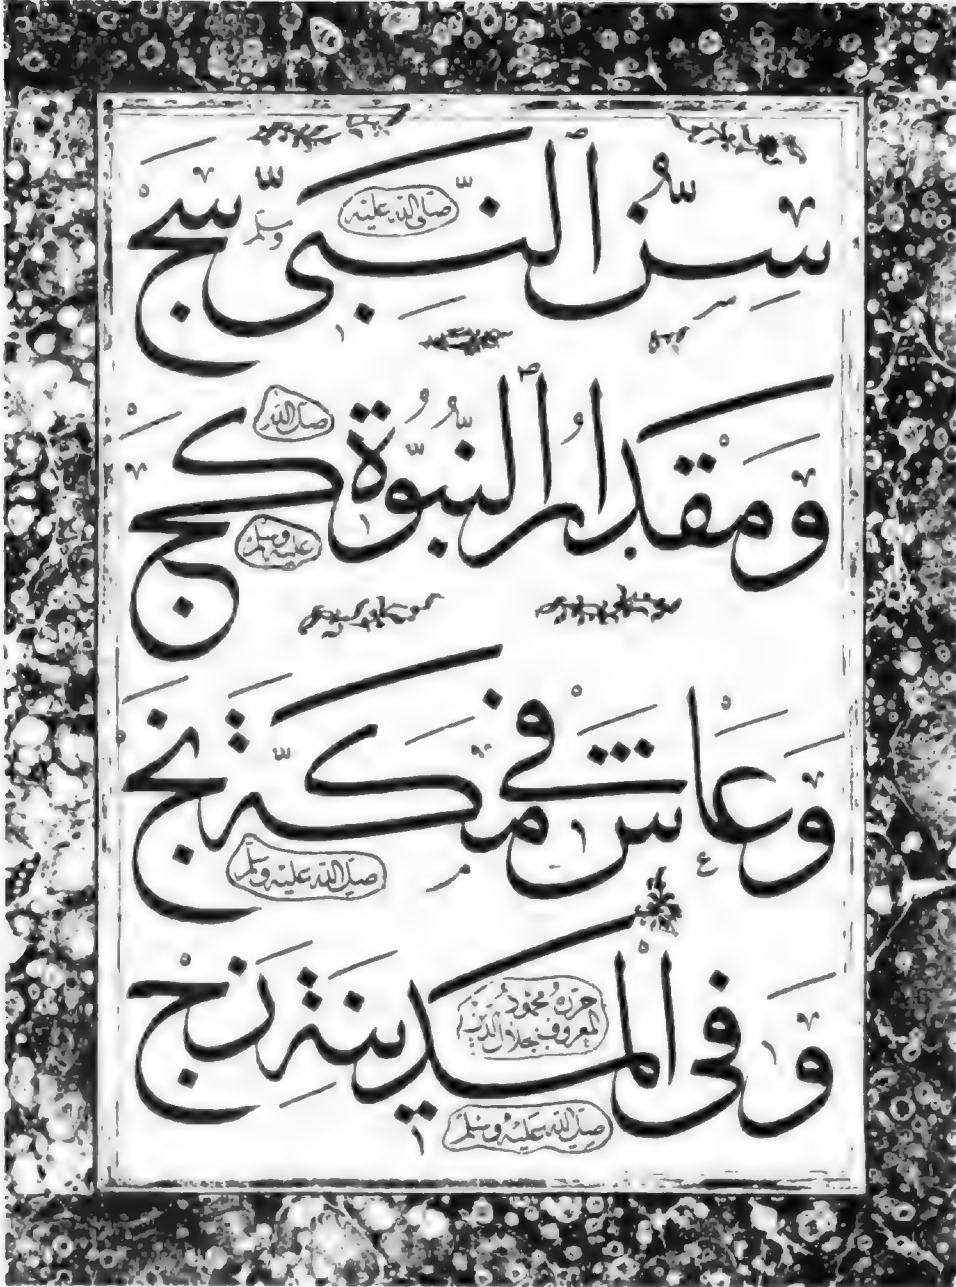 سن النبي صلى الله عليه وسلم سج
ومقدار النبوة صلى الله عليه وسلم كج
وعاش في مكة نج
صلى الله عليه وسلم
وفي المدينة
حرره محمود
المعروف بجلال الدين
صلى الله عليه وسلم